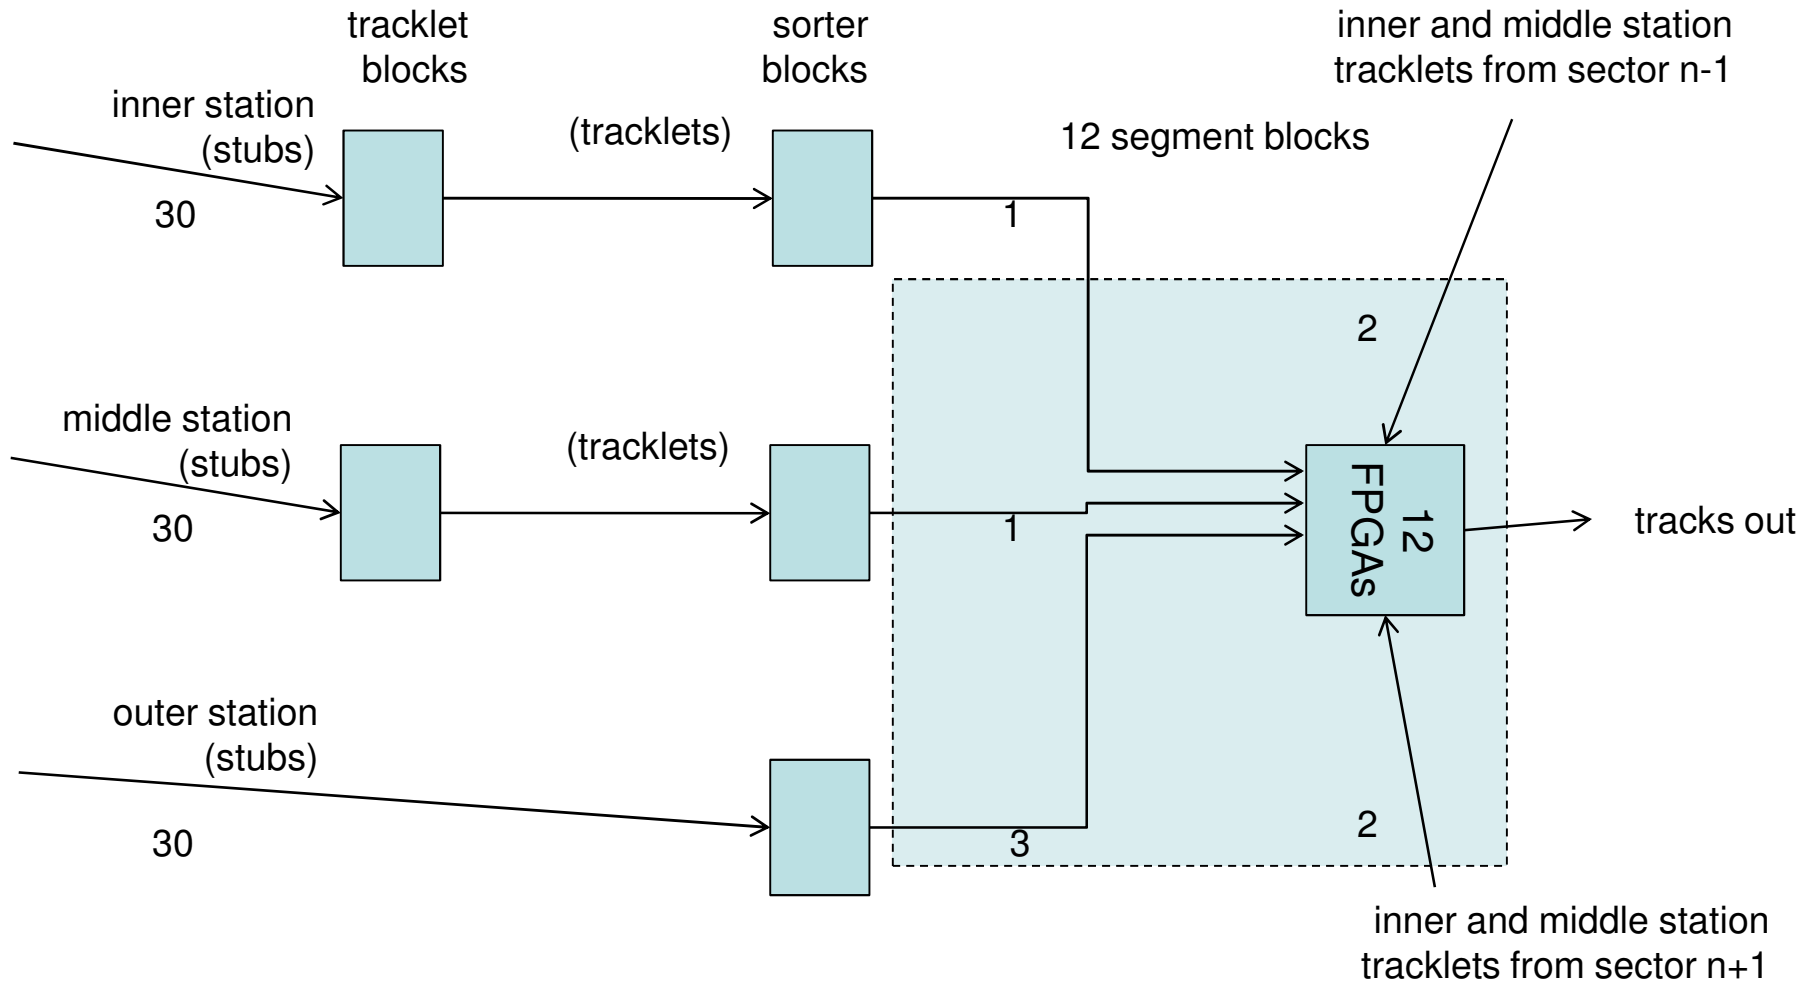 tracklet
blocks
sorter
blocks
inner and middle station
tracklets from sector n-1
inner station
(stubs)
30
(tracklets)
1
12 segment blocks
2
middle station
(stubs)
30
(tracklets)
1
12
FPGAs
tracks out
outer station
(stubs)
30
3
2
inner and middle station
tracklets from sector n+1